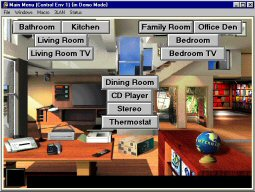 Main Menu (Control Env 1) (in Demo Mode)
File Windows Macro X-LAN Status
Bathroom Kitchen Family Room Office Den
Living Room Bedroom
Living Room TV Bedroom TV
Dining Room
CD Player
Stereo
Thermostat